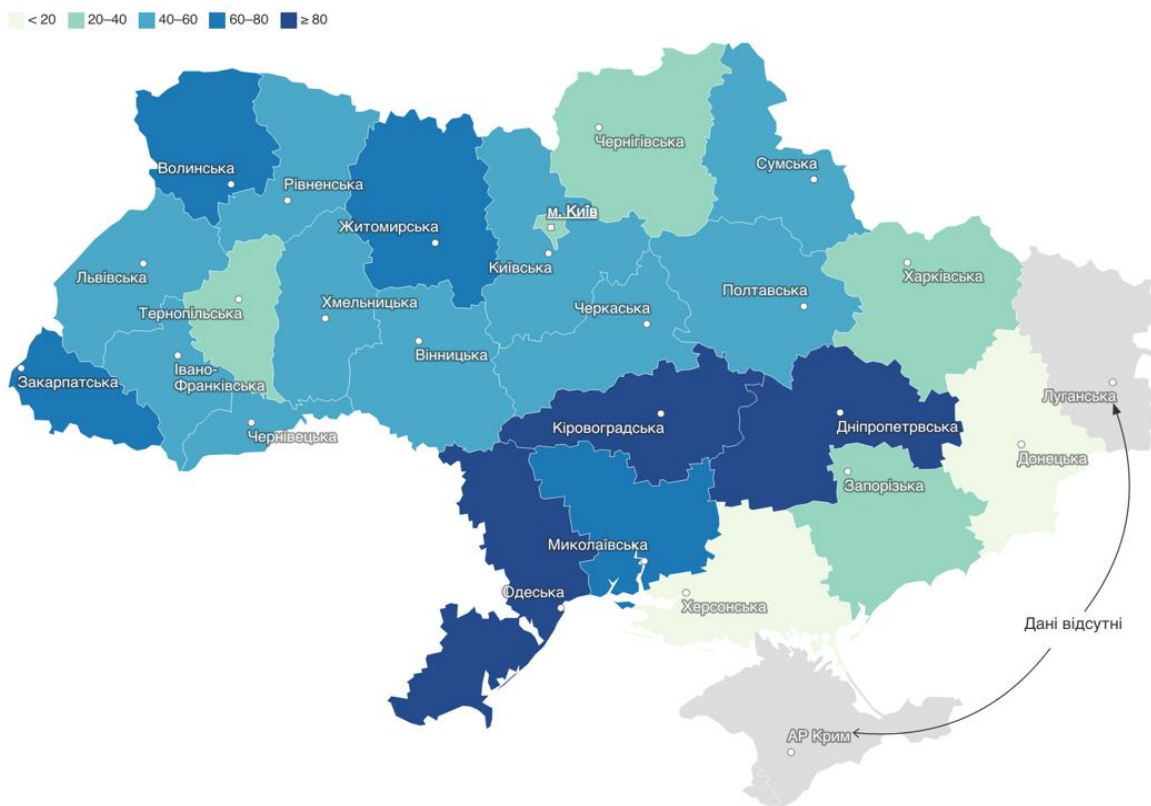 < 20
20–40
40–60
60–80
≥ 80
Чернігівська
Волинська
Сумська
Рівненська
м. Київ
Житомирська
Київська
Харківська
Львівська
Полтавська
Хмельницька
Черкаська
Тернопільська
Вінницька
Івано-
Франківська
Закарпатська
Луганська
Кіровоградська
Дніпропетрвська
Чернівецька
Донецька
Запорізька
Миколаївська
Одеська
Херсонська
Дані відсутні
АР Крим